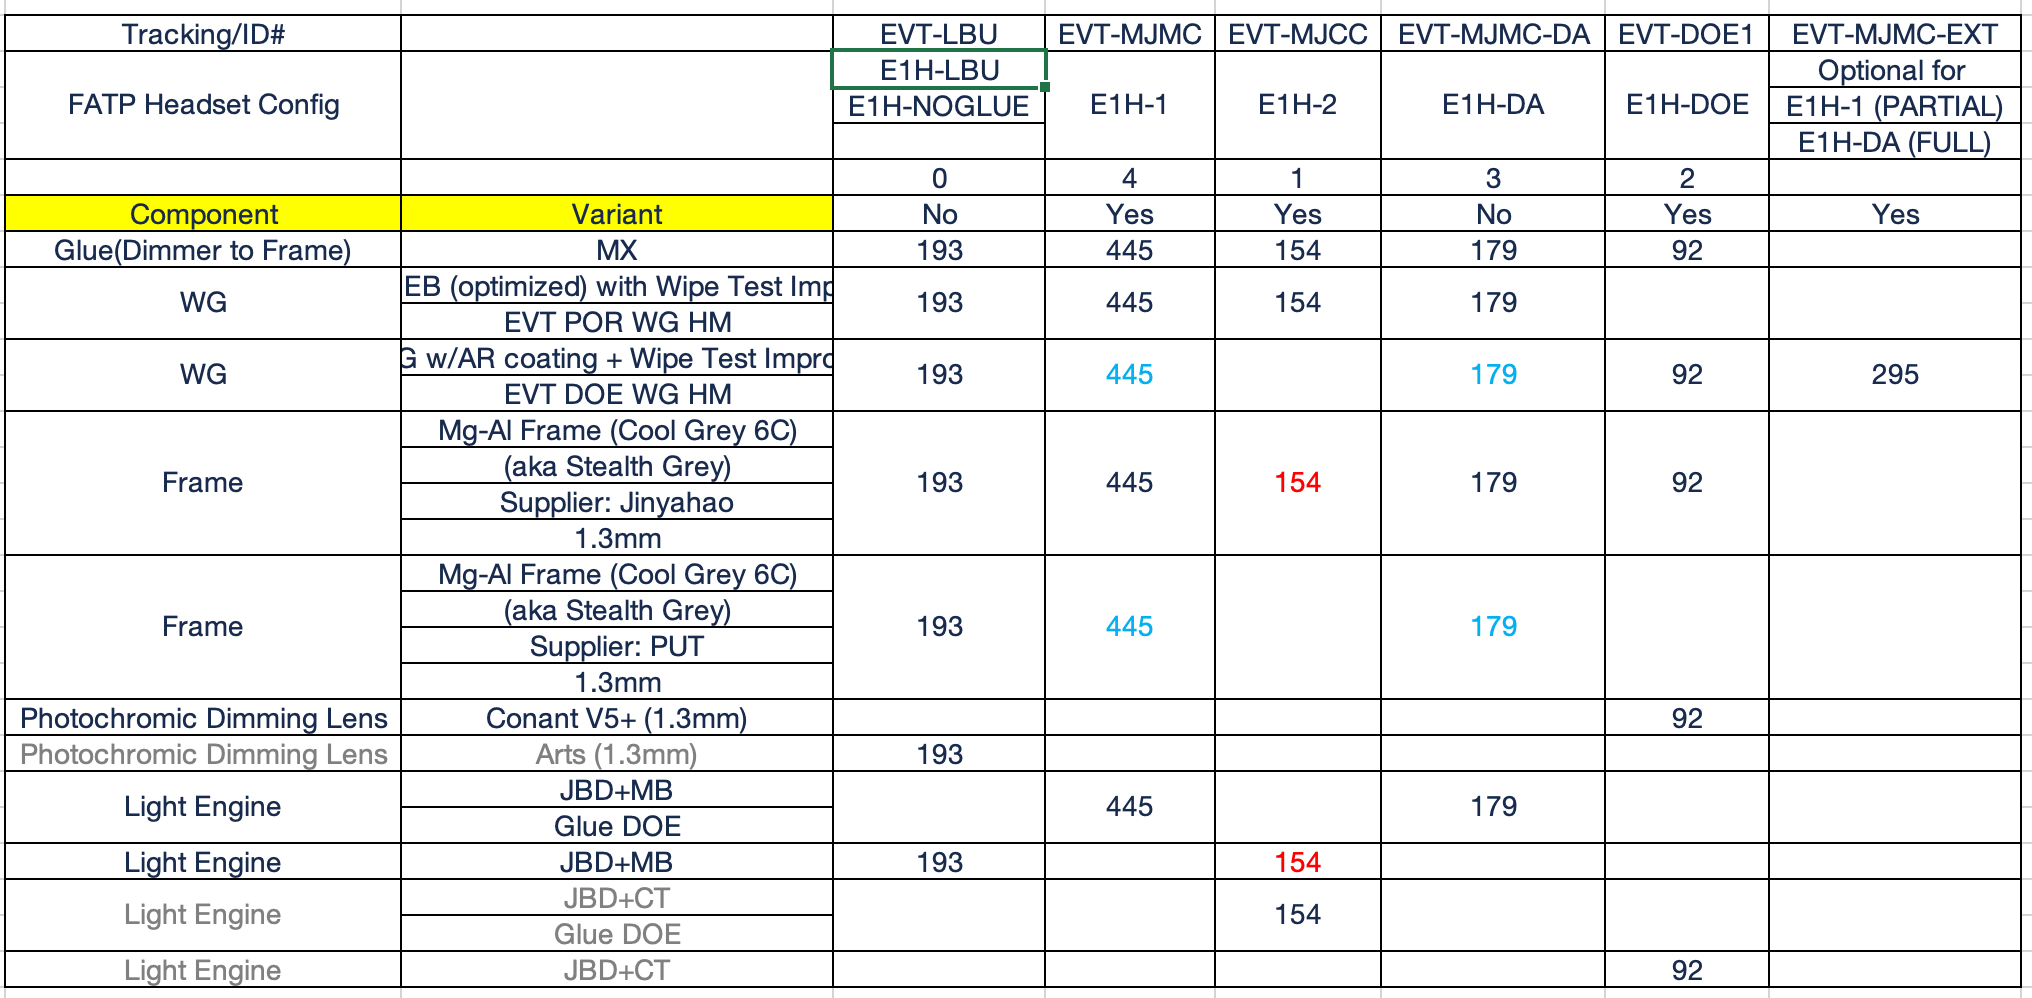 Tracking/ID# EVT-LBU EVT-MJMC EVT-MJCC EVT-MJMC-DA EVT-DOE1 EVT-MJMC-EXT
FATP Headset Config E1H-LBU E1H-1 E1H-2 E1H-DA E1H-DOE Optional for
E1H-NOGLUE E1H-1 (PARTIAL)
E1H-DA (FULL)
0 4 1 3 2
Component Variant No Yes Yes No Yes Yes
Glue(Dimmer to Frame) MX 193 445 154 179 92
WG EB (optimized) with Wipe Test Imp 193 445 154 179
EVT POR WG HM
WG G w/AR coating + Wipe Test Impro 193 445 179 92 295
EVT DOE WG HM
Frame Mg-Al Frame (Cool Grey 6C) 193 445 154 179 92
(aka Stealth Grey)
Supplier: Jinyahao
1.3mm
Frame Mg-Al Frame (Cool Grey 6C) 193 445 179
(aka Stealth Grey)
Supplier: PUT
1.3mm
Photochromic Dimming Lens Conant V5+ (1.3mm) 92
Photochromic Dimming Lens Arts (1.3mm) 193
Light Engine JBD+MB 445 179
Glue DOE
Light Engine JBD+MB 193 154
Light Engine JBD+CT 154
Glue DOE
Light Engine JBD+CT 92